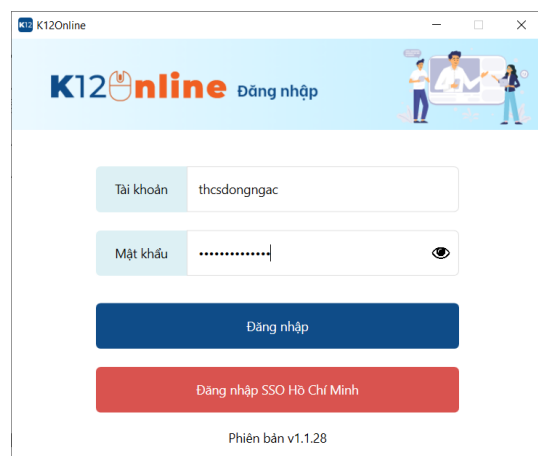 K12 K12Online
K12Online Đăng nhập
Tài khoản thcsdongngac
Mật khẩu ••••••••••••••
Đăng nhập
Đăng nhập SSO Hồ Chí Minh
Phiên bản v1.1.28